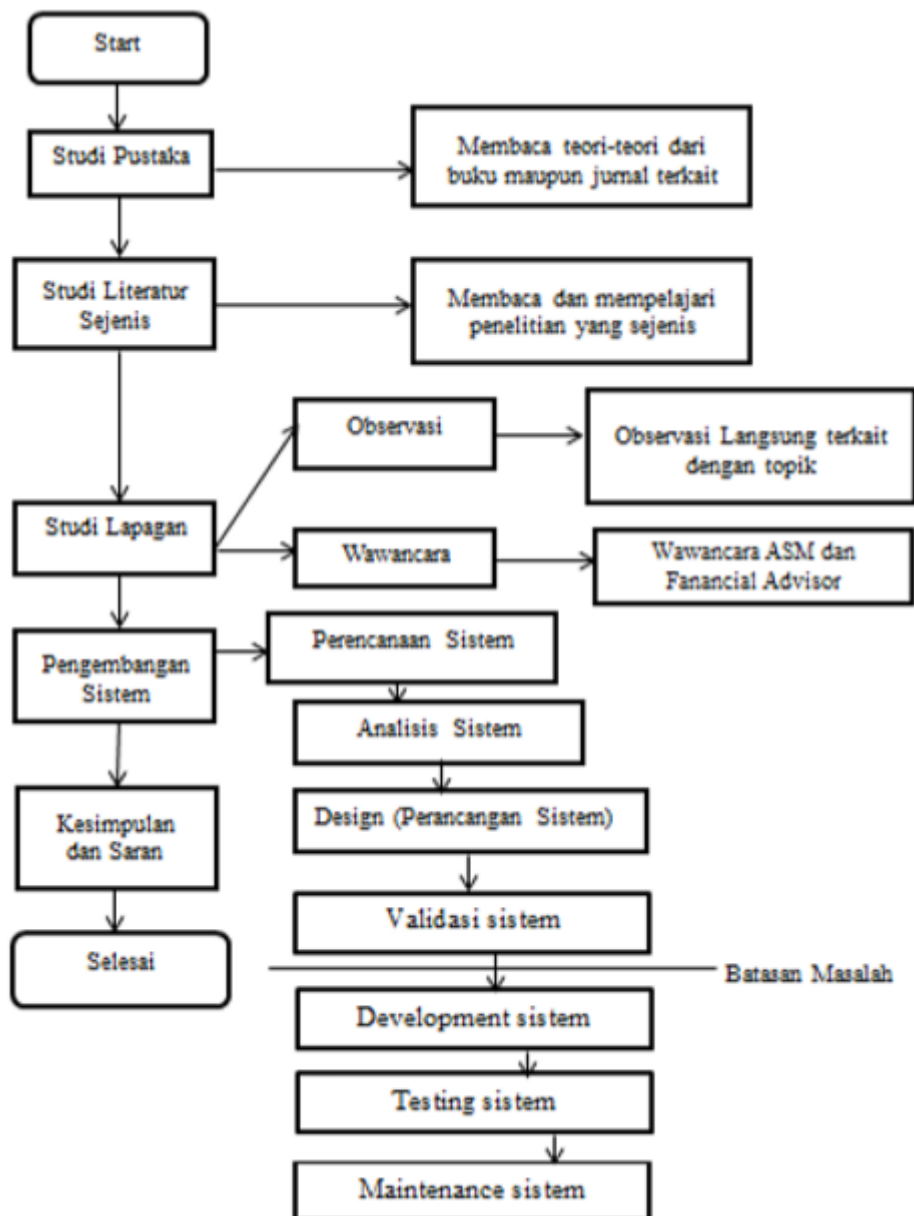 Start
Studi Pustaka
Membaca teori-teori dari
buku maupun jurnal terkait
Studi Literatur
Sejenis
Membaca dan mempelajari
penelitian yang sejenis
Observasi
Observasi Langsung terkait
dengan topik
Studi Lapagan
Wawancara
Wawancara ASM dan
Fanancial Advisor
Pengembangan
Sistem
Perencanaan Sistem
Analisis Sistem
Design (Perancangan Sistem)
Kesimpulan
dan Saran
Validasi sistem
Selesai
Batasan Masalah
Development sistem
Testing sistem
Maintenance sistem